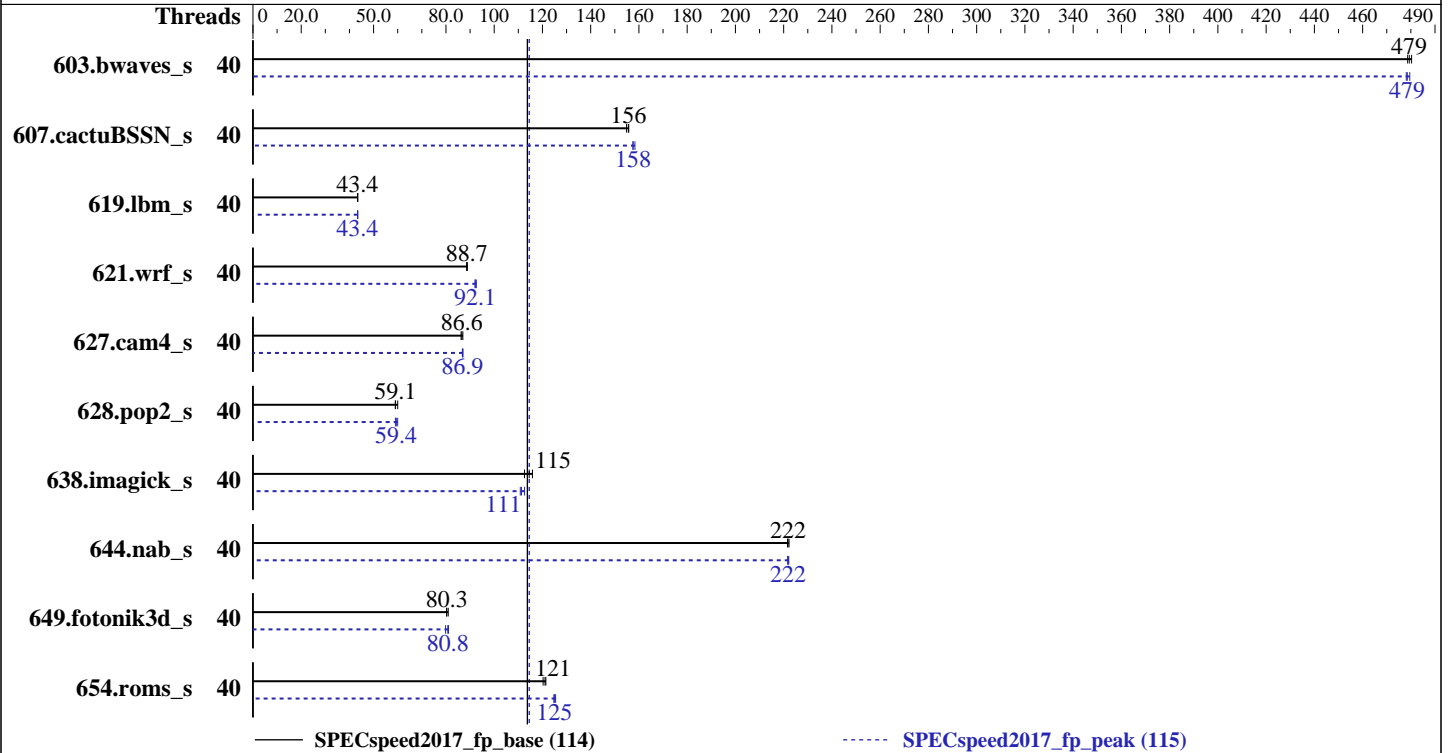 Threads 0 20.0 50.0 80.0 100 120 140 160 180 200 220 240 260 280 300 320 340 360 380 400 420 440 460 490
479
603.bwaves_s 40
479
156
607.cactuBSSN_s 40
158
43.4
619.lbm_s 40
43.4
88.7
621.wrf_s 40
92.1
86.6
627.cam4_s 40
86.9
59.1
628.pop2_s 40
59.4
115
638.imagick_s 40
111
222
644.nab_s 40
222
80.3
649.fotonik3d_s 40
80.8
121
654.roms_s 40
125
SPECspeed2017_fp_base (114) SPECspeed2017_fp_peak (115)